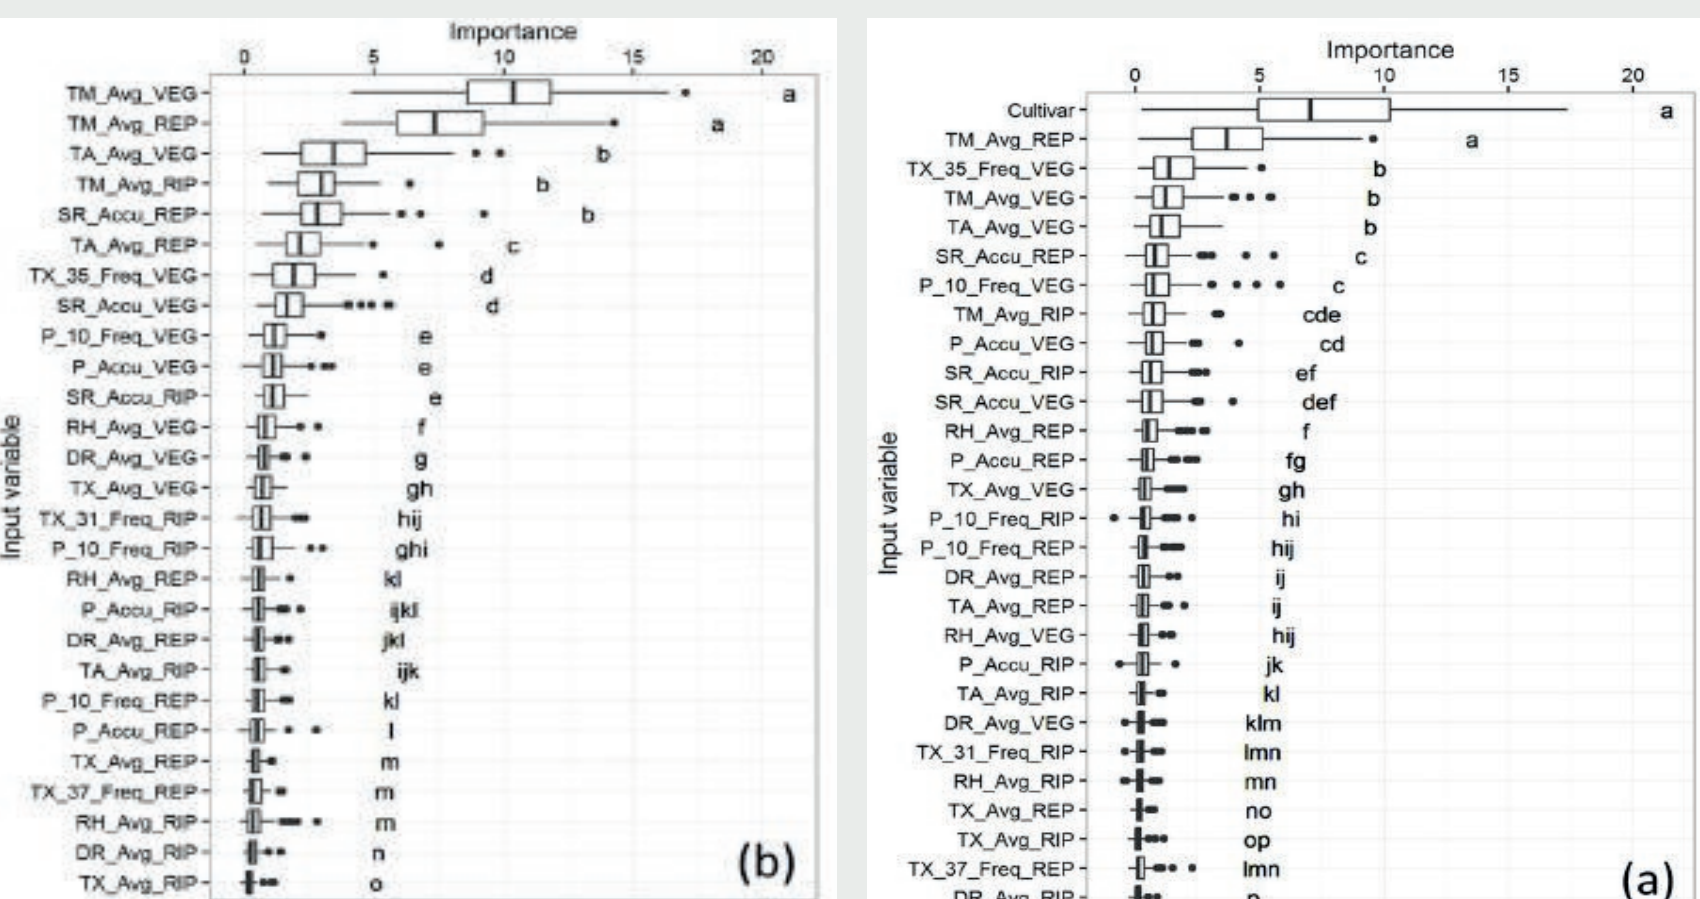 Importance
0 5 10 15 20
TM_Avg_VEG a
TM_Avg_REP a
TA_Avg_VEG b
TM_Avg_RIP b
SR_Accu_REP b
TA_Avg_REP c
TX_35_Freq_VEG d
SR_Accu_VEG d
P_10_Freq_VEG e
P_Accu_VEG e
SR_Accu_RIP e
RH_Avg_VEG f
DR_Avg_VEG g
TX_Avg_VEG gh
TX_31_Freq_RIP hij
P_10_Freq_RIP ghi
RH_Avg_REP kl
P_Accu_RIP ijkl
DR_Avg_REP jkl
TA_Avg_RIP ijk
P_10_Freq_REP kl
P_Accu_REP l
TX_Avg_REP m
TX_37_Freq_REP m
RH_Avg_RIP m
DR_Avg_RIP n
TX_Avg_RIP o
Input variable
(b)
Importance
0 5 10 15 20
Cultivar a
TM_Avg_REP a
TX_35_Freq_VEG b
TM_Avg_VEG b
TA_Avg_VEG b
SR_Accu_REP c
P_10_Freq_VEG c
TM_Avg_RIP cde
P_Accu_VEG cd
SR_Accu_RIP ef
SR_Accu_VEG def
RH_Avg_REP f
P_Accu_REP fg
TX_Avg_VEG gh
P_10_Freq_RIP hi
P_10_Freq_REP hij
DR_Avg_REP ij
TA_Avg_REP ij
RH_Avg_VEG hij
P_Accu_RIP jk
TA_Avg_RIP kl
DR_Avg_VEG klm
TX_31_Freq_RIP lmn
RH_Avg_RIP mn
TX_Avg_REP no
TX_Avg_RIP op
TX_37_Freq_REP lmn
DR_Avg_RIP p
Input variable
(a)